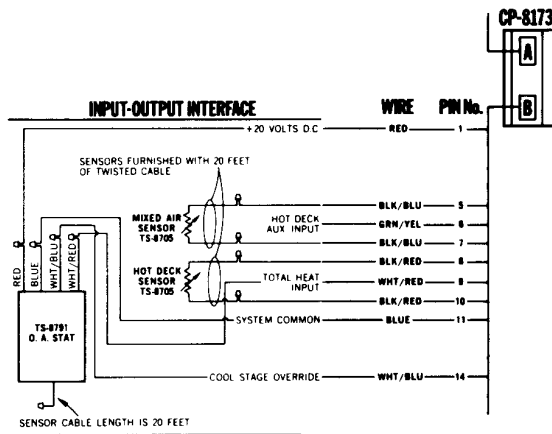 CP-8173
A
B
INPUT-OUTPUT INTERFACE WIRE PIN No.
+20 VOLTS D.C RED 1
SENSORS FURNISHED WITH 20 FEET
OF TWISTED CABLE
MIXED AIR
SENSOR
TS-8705
BLK/BLU 5
HOT DECK
AUX INPUT
GRN/YEL 6
BLK/BLU 7
HOT DECK
SENSOR
TS-8705
BLK/RED 8
TOTAL HEAT
INPUT
WHT/RED 9
BLK/RED 10
SYSTEM COMMON BLUE 11
COOL STAGE OVERRIDE WHT/BLU 14
RED
BLUE
WHT/BLU
WHT/RED
TS-8791
O. A. STAT
SENSOR CABLE LENGTH IS 20 FEET